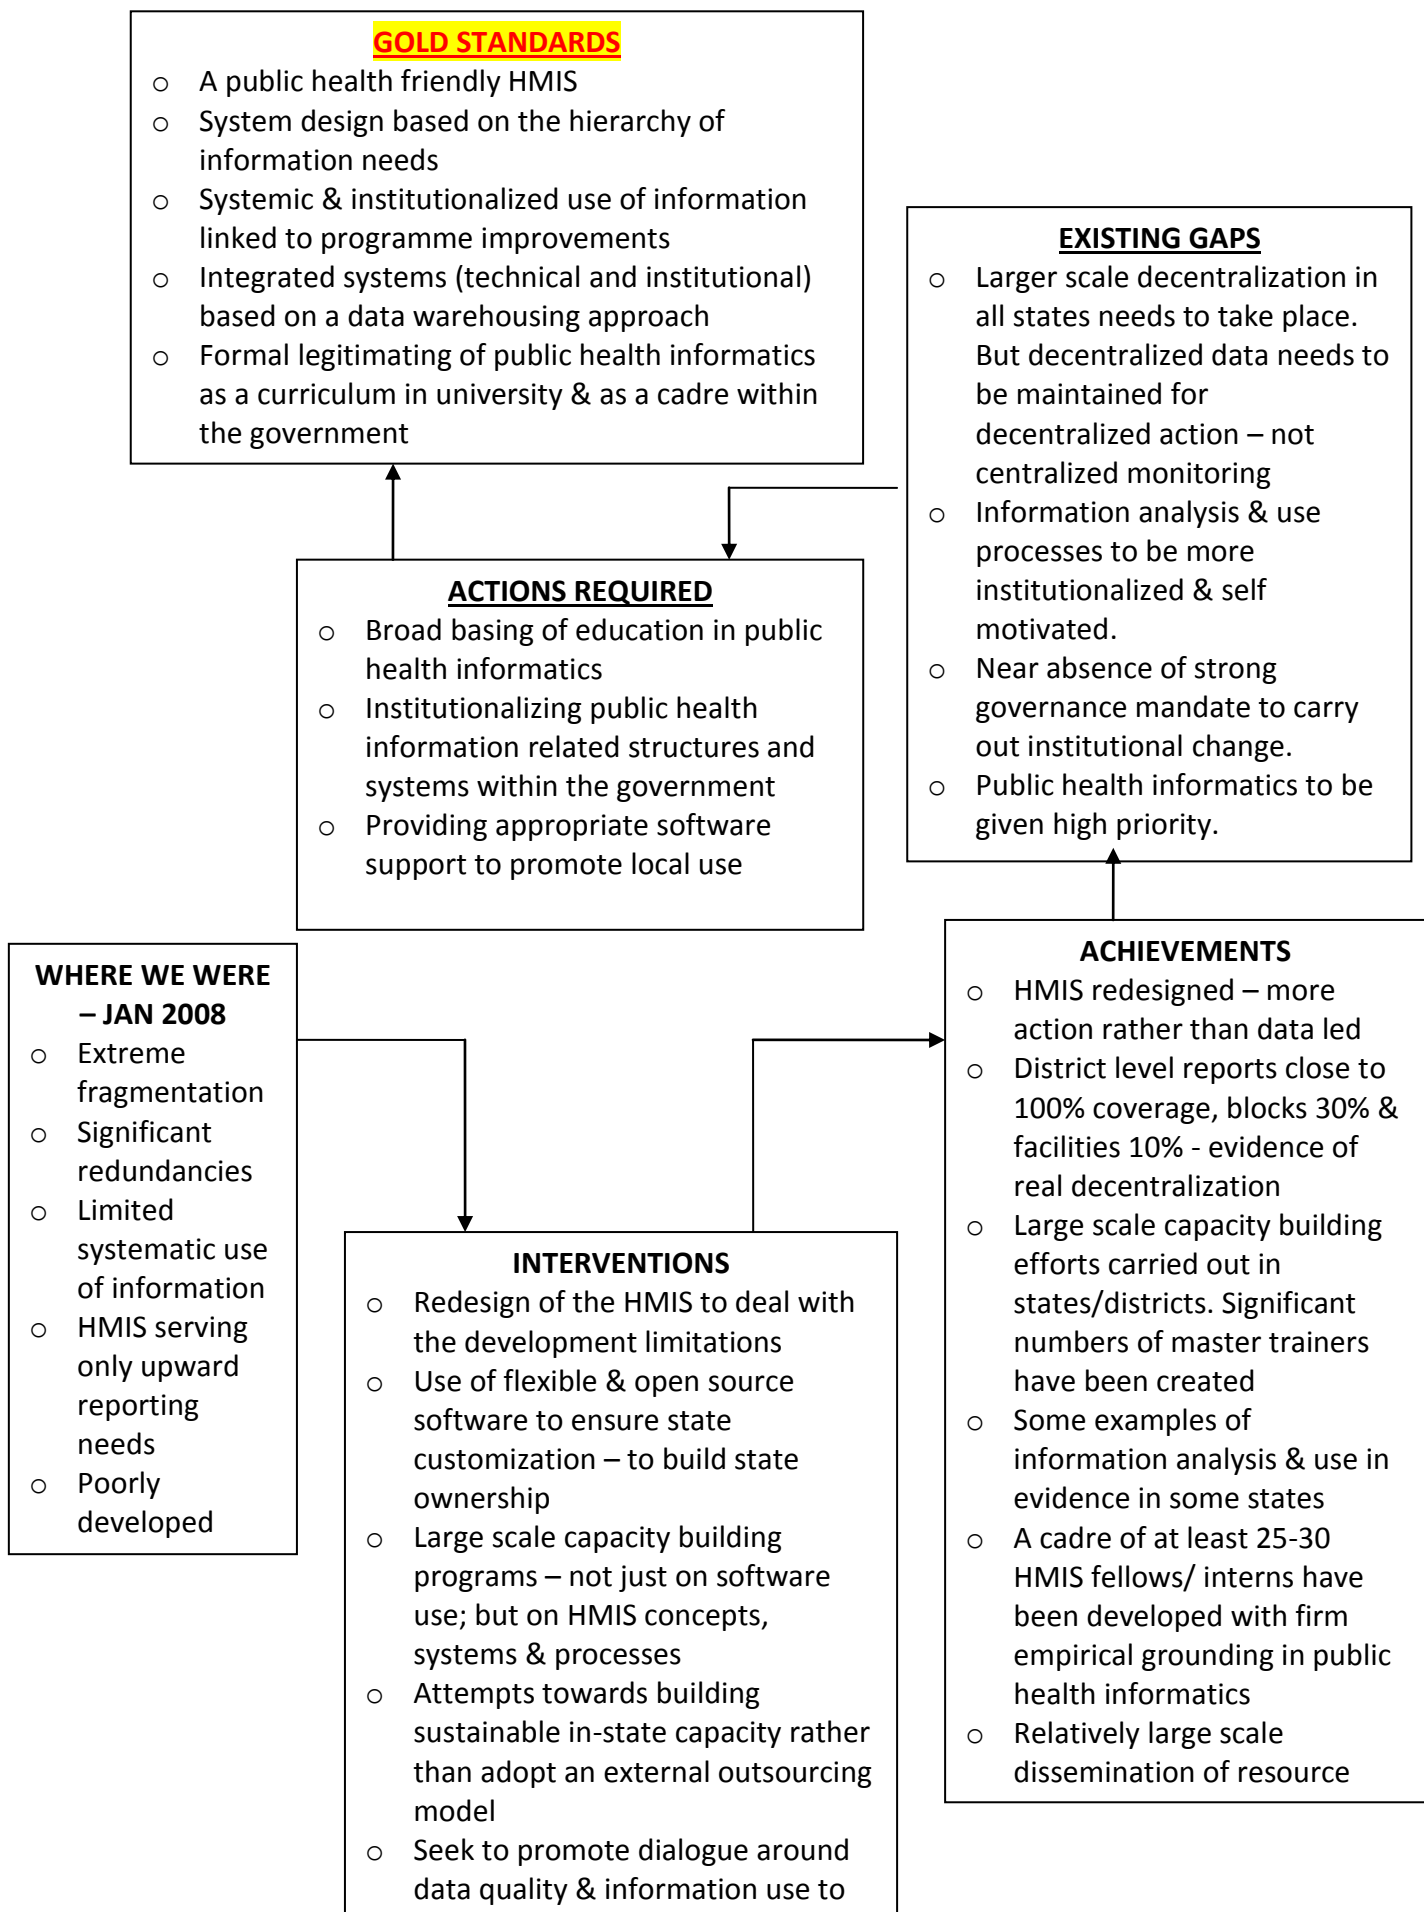 GOLD STANDARDS
o A public health friendly HMIS
o System design based on the hierarchy of
information needs
o Systemic & institutionalized use of information
linked to programme improvements
o Integrated systems (technical and institutional)
based on a data warehousing approach
o Formal legitimating of public health informatics
as a curriculum in university & as a cadre within
the government
EXISTING GAPS
o Larger scale decentralization in
all states needs to take place.
But decentralized data needs to
be maintained for
decentralized action – not
centralized monitoring
o Information analysis & use
processes to be more
institutionalized & self
motivated.
o Near absence of strong
governance mandate to carry
out institutional change.
o Public health informatics to be
given high priority.
ACTIONS REQUIRED
o Broad basing of education in public
health informatics
o Institutionalizing public health
information related structures and
systems within the government
o Providing appropriate software
support to promote local use
WHERE WE WERE
– JAN 2008
o Extreme
fragmentation
o Significant
redundancies
o Limited
systematic use
of information
o HMIS serving
only upward
reporting
needs
o Poorly
developed
INTERVENTIONS
o Redesign of the HMIS to deal with
the development limitations
o Use of flexible & open source
software to ensure state
customization – to build state
ownership
o Large scale capacity building
programs – not just on software
use; but on HMIS concepts,
systems & processes
o Attempts towards building
sustainable in-state capacity rather
than adopt an external outsourcing
model
o Seek to promote dialogue around
data quality & information use to
ACHIEVEMENTS
o HMIS redesigned – more
action rather than data led
o District level reports close to
100% coverage, blocks 30% &
facilities 10% - evidence of
real decentralization
o Large scale capacity building
efforts carried out in
states/districts. Significant
numbers of master trainers
have been created
o Some examples of
information analysis & use in
evidence in some states
o A cadre of at least 25-30
HMIS fellows/ interns have
been developed with firm
empirical grounding in public
health informatics
o Relatively large scale
dissemination of resource